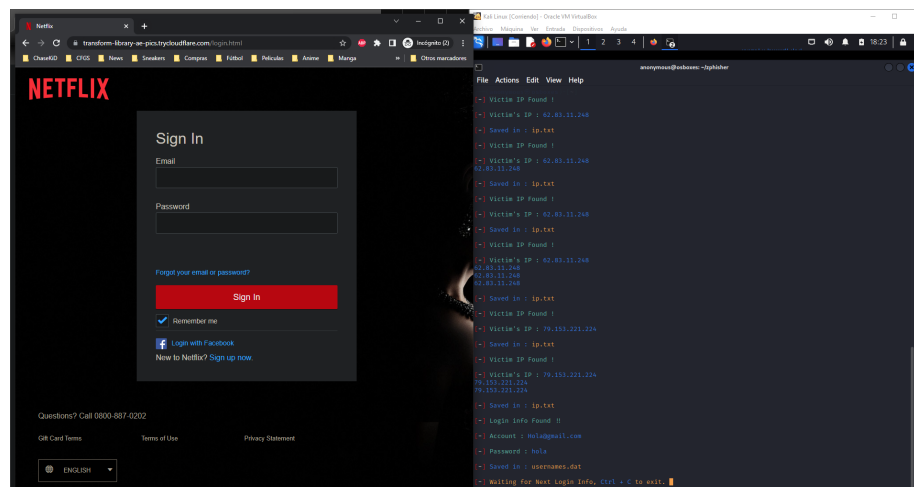 Netflix
transform-library-ae-pics.trycloudflare.com/login.html
Incógnito (2)
ChaseKiD
CFGS
News
Sneakers
Compras
Fútbol
Películas
Anime
Manga
»
Otros marcadores
NETFLIX
Sign In
Email
Password
Forgot your email or password?
Sign In
Remember me
Login with Facebook
New to Netflix? Sign up now.
Questions? Call 0800-887-0202
Gift Card Terms
Terms of Use
Privacy Statement
ENGLISH
Kali Linux [Corriendo] - Oracle VM VirtualBox
Archivo Máquina Ver Entrada Dispositivos Ayuda
1 2 3 4
18:23
anonymous@osboxes: ~/zphisher
File Actions Edit View Help
[-] Victim IP Found !
[-] Victim's IP : 62.83.11.248
[-] Saved in : ip.txt
[-] Victim IP Found !
[-] Victim's IP : 62.83.11.248
62.83.11.248
[-] Saved in : ip.txt
[-] Victim IP Found !
[-] Victim's IP : 62.83.11.248
[-] Saved in : ip.txt
[-] Victim IP Found !
[-] Victim's IP : 62.83.11.248
62.83.11.248
62.83.11.248
62.83.11.248
[-] Saved in : ip.txt
[-] Victim IP Found !
[-] Victim's IP : 79.153.221.224
[-] Saved in : ip.txt
[-] Victim IP Found !
[-] Victim's IP : 79.153.221.224
79.153.221.224
79.153.221.224
[-] Saved in : ip.txt
[-] Login info Found !!
[-] Account : Hola@gmail.com
[-] Password : Hola
[-] Saved in : usernames.dat
[-] Waiting for Next Login Info, Ctrl + C to exit.